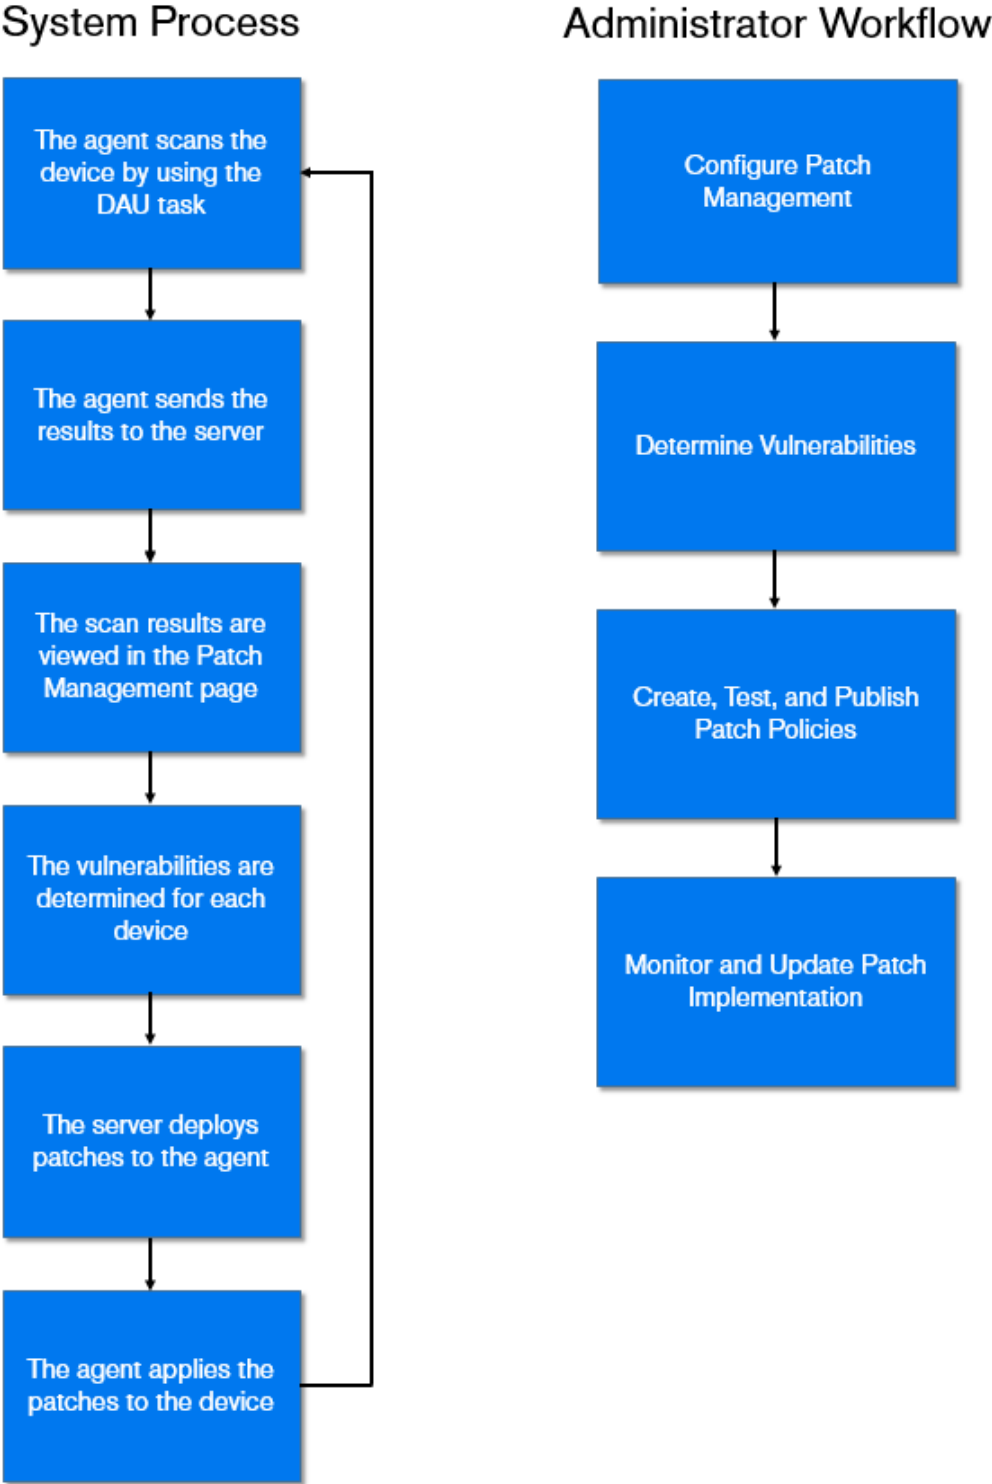 System Process
The agent scans the
device by using the
DAU task
The agent sends the
results to the server
The scan results are
viewed in the Patch
Management page
The vulnerabilities are
determined for each
device
The server deploys
patches to the agent
The agent applies the
patches to the device
Administrator Workflow
Configure Patch
Management
Determine Vulnerabilities
Create, Test, and Publish
Patch Policies
Monitor and Update Patch
Implementation